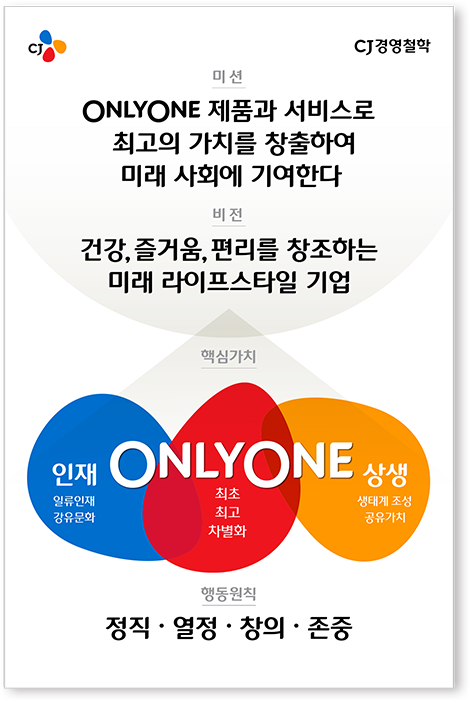 CJ
CJ경영철학
미션
ONLYONE 제품과 서비스로
최고의 가치를 창출하여
미래 사회에 기여한다
비전
건강, 즐거움, 편리를 창조하는
미래 라이프스타일 기업
핵심가치
인재
일류인재
강유문화
ONLYONE
최초
최고
차별화
상생
생태계 조성
공유가치
행동원칙
정직 · 열정 · 창의 · 존중